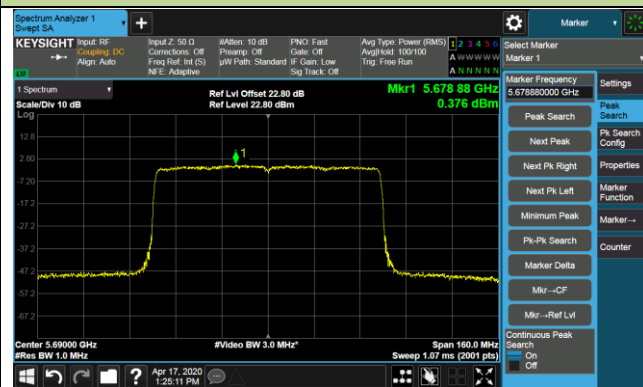 Spectrum Analyzer 1
Swept SA
+
Marker
KEYSIGHT
Input: RF
Coupling: DC
Align: Auto
Input Z: 50 Ω
Corrections: Off
Freq Ref: Int (S)
NFE: Adaptive
#Atten: 10 dB
Preamp: Off
µW Path: Standard
PNO: Fast
Gate: Off
IF Gain: Low
Sig Track: Off
Avg Type: Power (RMS)
Avg|Hold: 100/100
Trig: Free Run
1 2 3 4 5 6
A W W W W W
A N N N N N
LXI
Select Marker
Marker 1
1 Spectrum
Scale/Div 10 dB
Log
Ref Lvl Offset 22.80 dB
Ref Level 22.80 dBm
Mkr1 5.678 88 GHz
0.376 dBm
12.8
2.80
-7.20
-17.2
-27.2
-37.2
-47.2
-57.2
-67.2
1
Center 5.69000 GHz
#Res BW 1.0 MHz
#Video BW 3.0 MHz*
Span 160.0 MHz
Sweep 1.07 ms (2001 pts)
Marker Frequency
5.678880000 GHz
Peak Search
Next Peak
Next Pk Right
Next Pk Left
Minimum Peak
Pk-Pk Search
Marker Delta
Mkr→CF
Mkr→Ref Lvl
Continuous Peak
Search
On
Off
Settings
Peak
Search
Pk Search
Config
Properties
Marker
Function
Marker→
Counter
?
Apr 17, 2020
1:25:11 PM